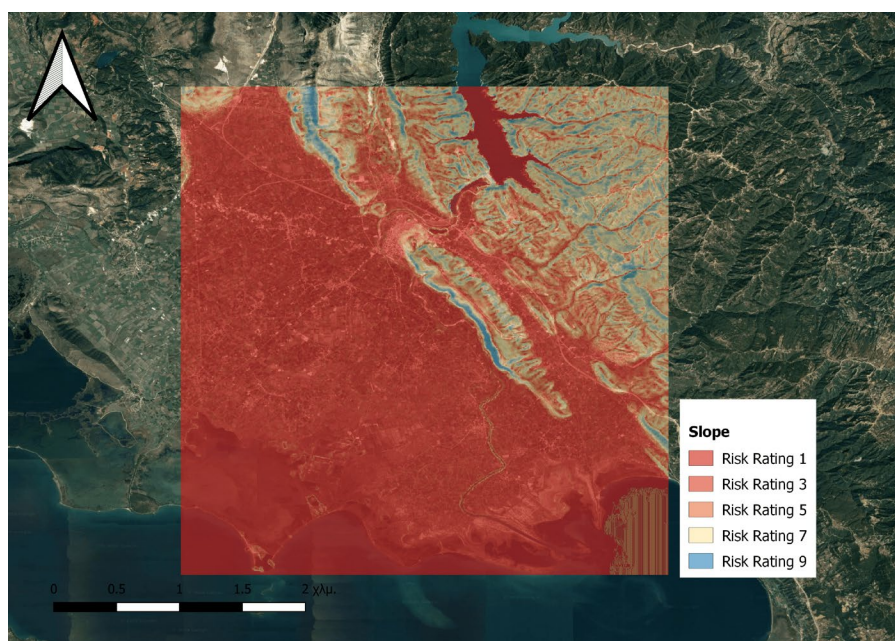 Slope
Risk Rating 1
Risk Rating 3
Risk Rating 5
Risk Rating 7
Risk Rating 9
0 0.5 1 1.5 2 χλμ.